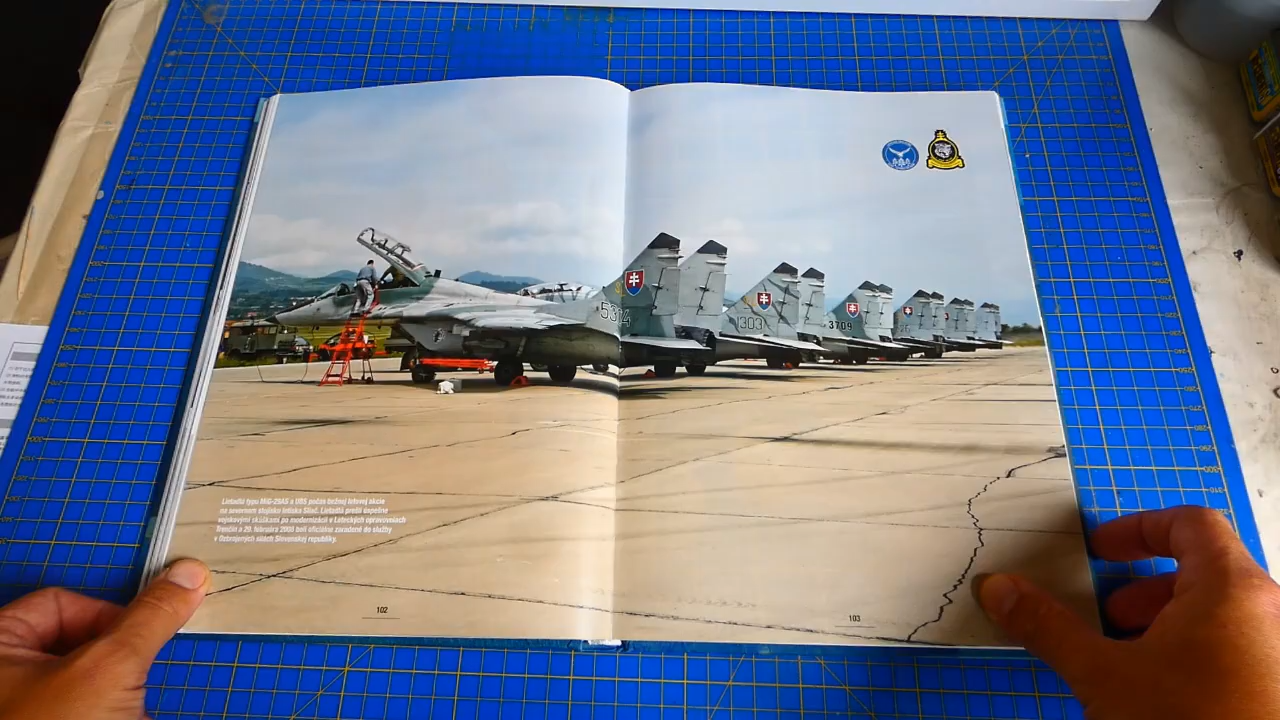 5304
1303
3709
Lietadlá typu MiG-29AS a UBS počas bežnej letovej akcie
na severnom stojisku letiska Sliač. Lietadlá prešli úspešne
vojskovými skúškami po modernizácii v Leteckých opravovniach
Trenčín a 29. februára 2008 boli oficiálne zaradené do služby
v Ozbrojených silách Slovenskej republiky.
102
103